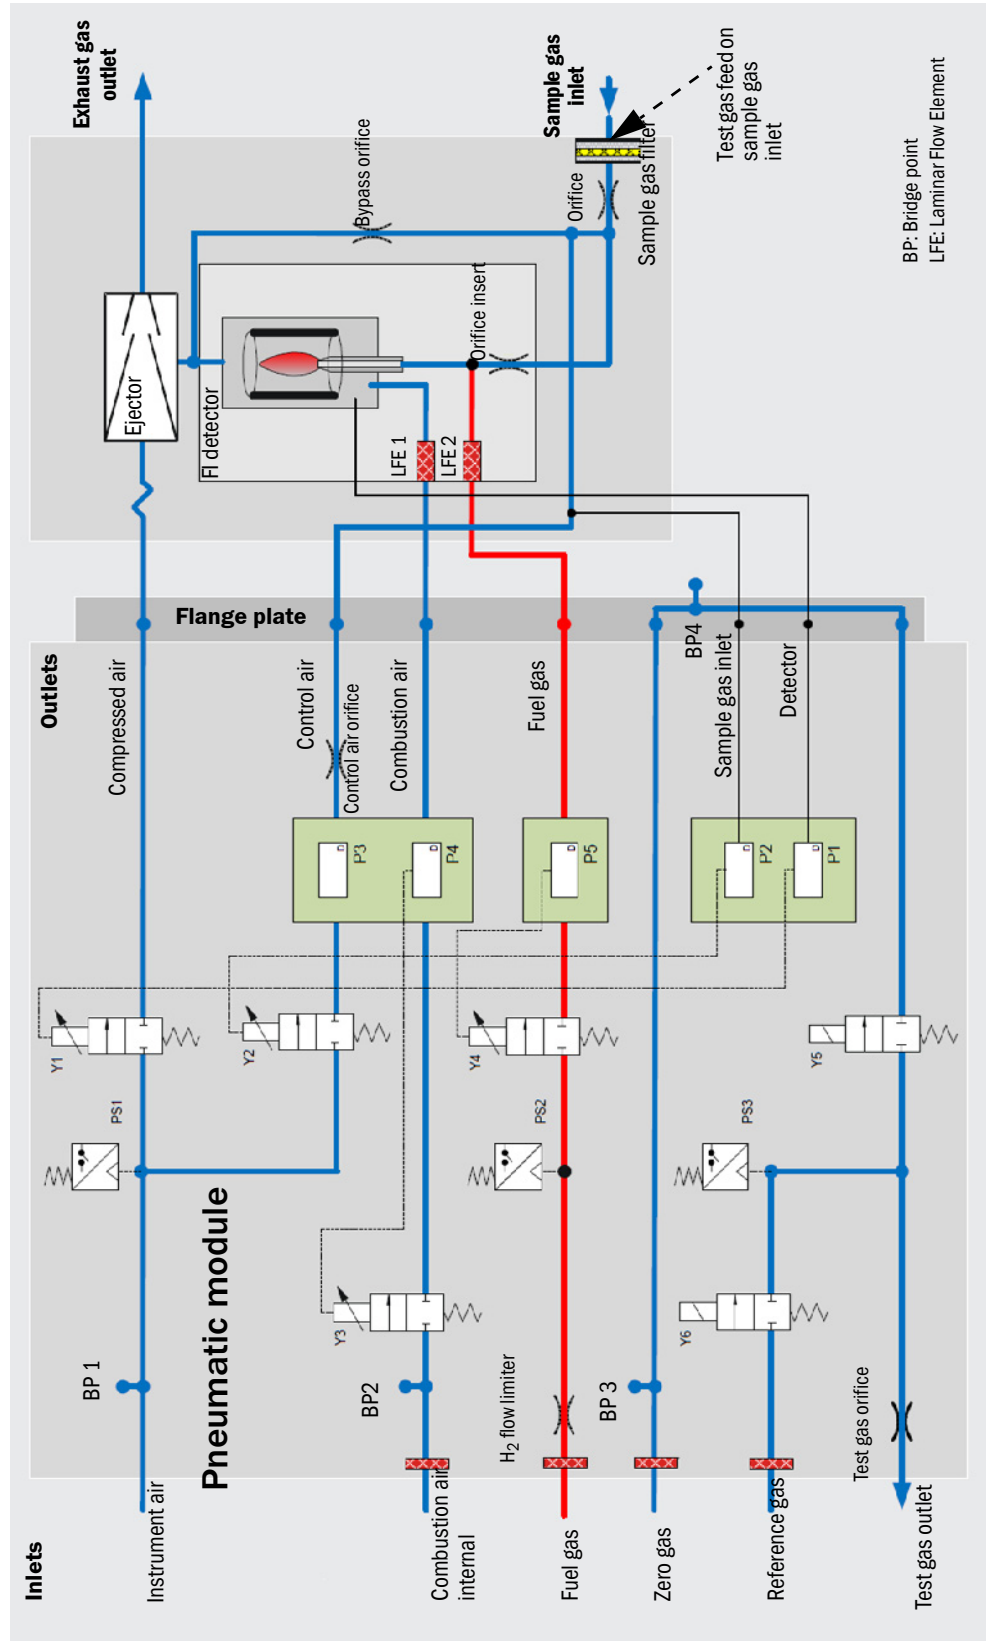 Exhaust gas
outlet
Sample gas
inlet
Test gas feed on
sample gas
inlet
Bypass orifice
Orifice
Sample gas filter
BP: Bridge point
LFE: Laminar Flow Element
Ejector
FI detector
Orifice insert
LFE 1
LFE 2
Flange plate
Outlets
Compressed air
Control air
Control air orifice
Combustion air
Fuel gas
BP4
Sample gas inlet
Detector
P3
P4
P5
P2
P1
Y1
Y2
Y4
Y5
PS1
PS2
PS3
Pneumatic module
Y3
Y6
BP 1
BP2
H2 flow limiter
BP 3
Test gas orifice
Inlets
Instrument air
Combustion air
internal
Fuel gas
Zero gas
Reference gas
Test gas outlet